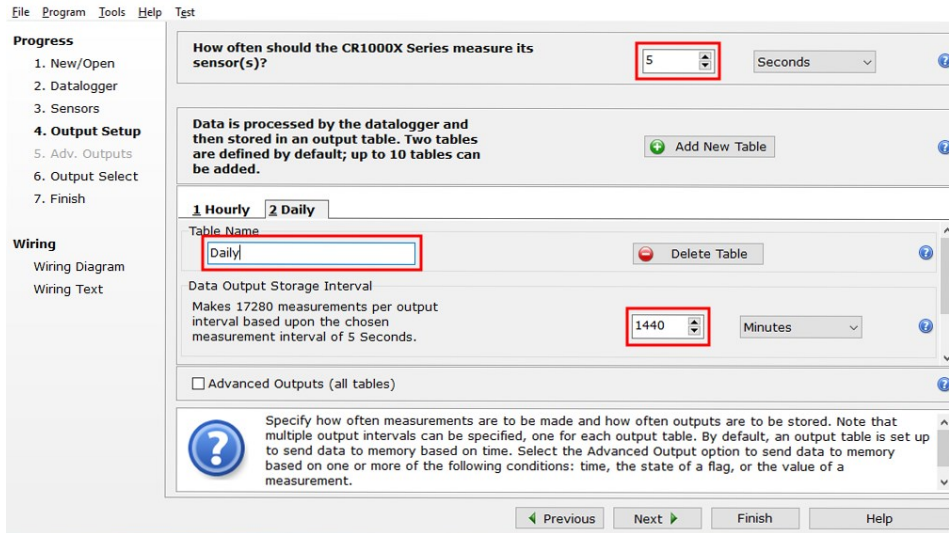 File Program Tools Help Test
Progress
1. New/Open
2. Datalogger
3. Sensors
4. Output Setup
5. Adv. Outputs
6. Output Select
7. Finish
Wiring
Wiring Diagram
Wiring Text
How often should the CR1000X Series measure its
sensor(s)?
5
Seconds
Data is processed by the datalogger and
then stored in an output table. Two tables
are defined by default; up to 10 tables can
be added.
Add New Table
1 Hourly 2 Daily
Table Name
Daily
Delete Table
Data Output Storage Interval
Makes 17280 measurements per output
interval based upon the chosen
measurement interval of 5 Seconds.
1440
Minutes
Advanced Outputs (all tables)
Specify how often measurements are to be made and how often outputs are to be stored. Note that
multiple output intervals can be specified, one for each output table. By default, an output table is set up
to send data to memory based on time. Select the Advanced Output option to send data to memory
based on one or more of the following conditions: time, the state of a flag, or the value of a
measurement.
Previous Next Finish Help